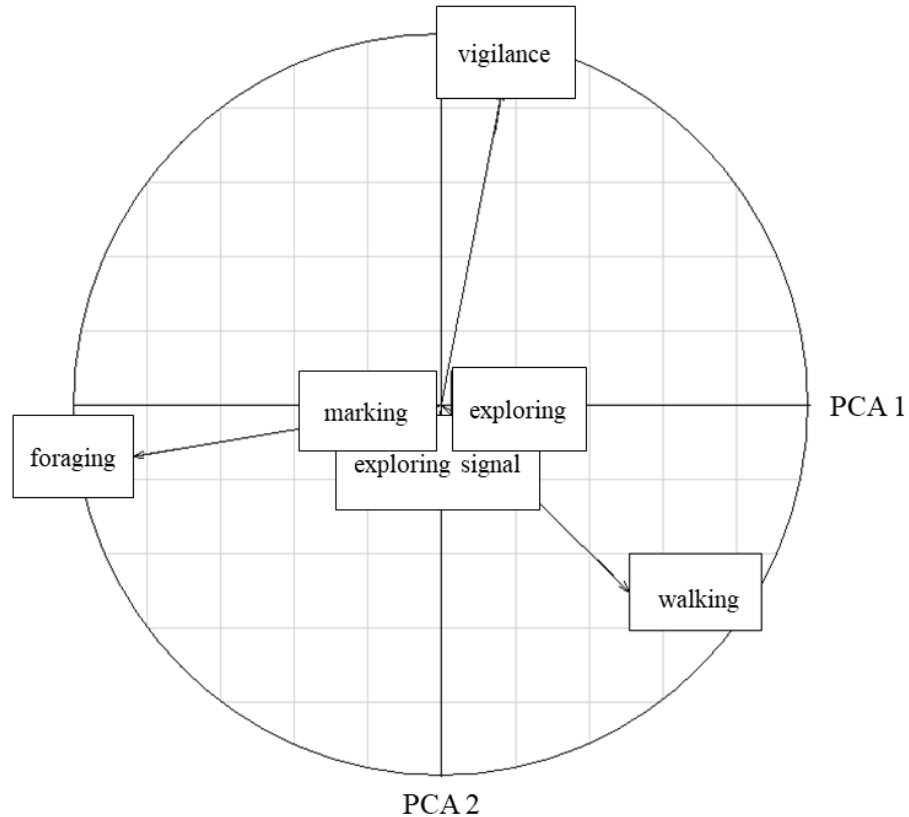 vigilance
PCA 1
marking
exploring
foraging
exploring signal
walking
PCA 2